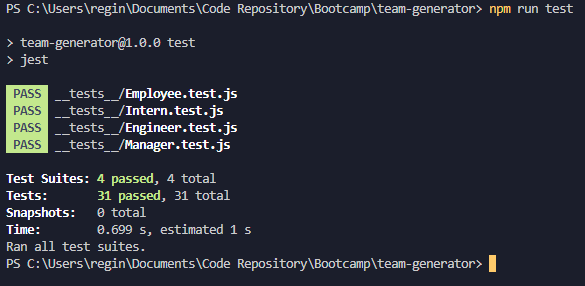 PS C:\Users\regin\Documents\Code Repository\Bootcamp\team-generator> npm run test
> team-generator@1.0.0 test
> jest
PASS __tests__/Employee.test.js
PASS __tests__/Intern.test.js
PASS __tests__/Engineer.test.js
PASS __tests__/Manager.test.js
Test Suites: 4 passed, 4 total
Tests: 31 passed, 31 total
Snapshots: 0 total
Time: 0.699 s, estimated 1 s
Ran all test suites.
PS C:\Users\regin\Documents\Code Repository\Bootcamp\team-generator>